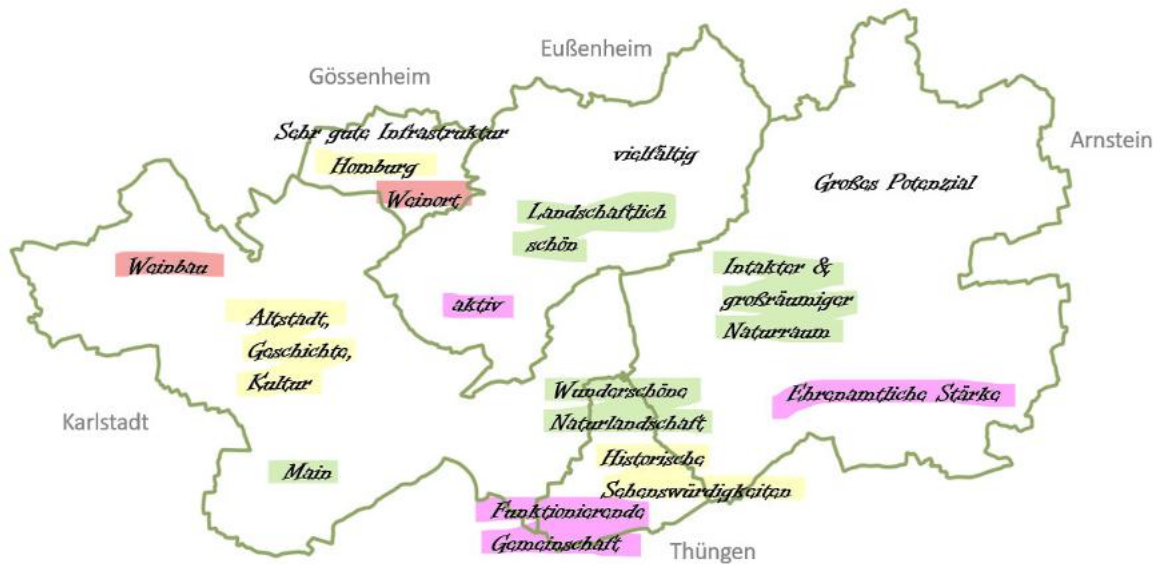 Eußenheim
Gössenheim
Sehr gute Infrastruktur
Homburg
Weinort
vielfältig
Großes Potenzial
Arnstein
Landschaftlich
schön
Weinbau
Intakter &
großräumiger
Naturraum
aktiv
Altstadt,
Geschichte,
Kultur
Wunderschöne
Naturlandschaft
Ehrenamtliche Stärke
Karlstadt
Main
Historische
Sehenswürdigkeiten
Funktionierende
Gemeinschaft
Thüngen